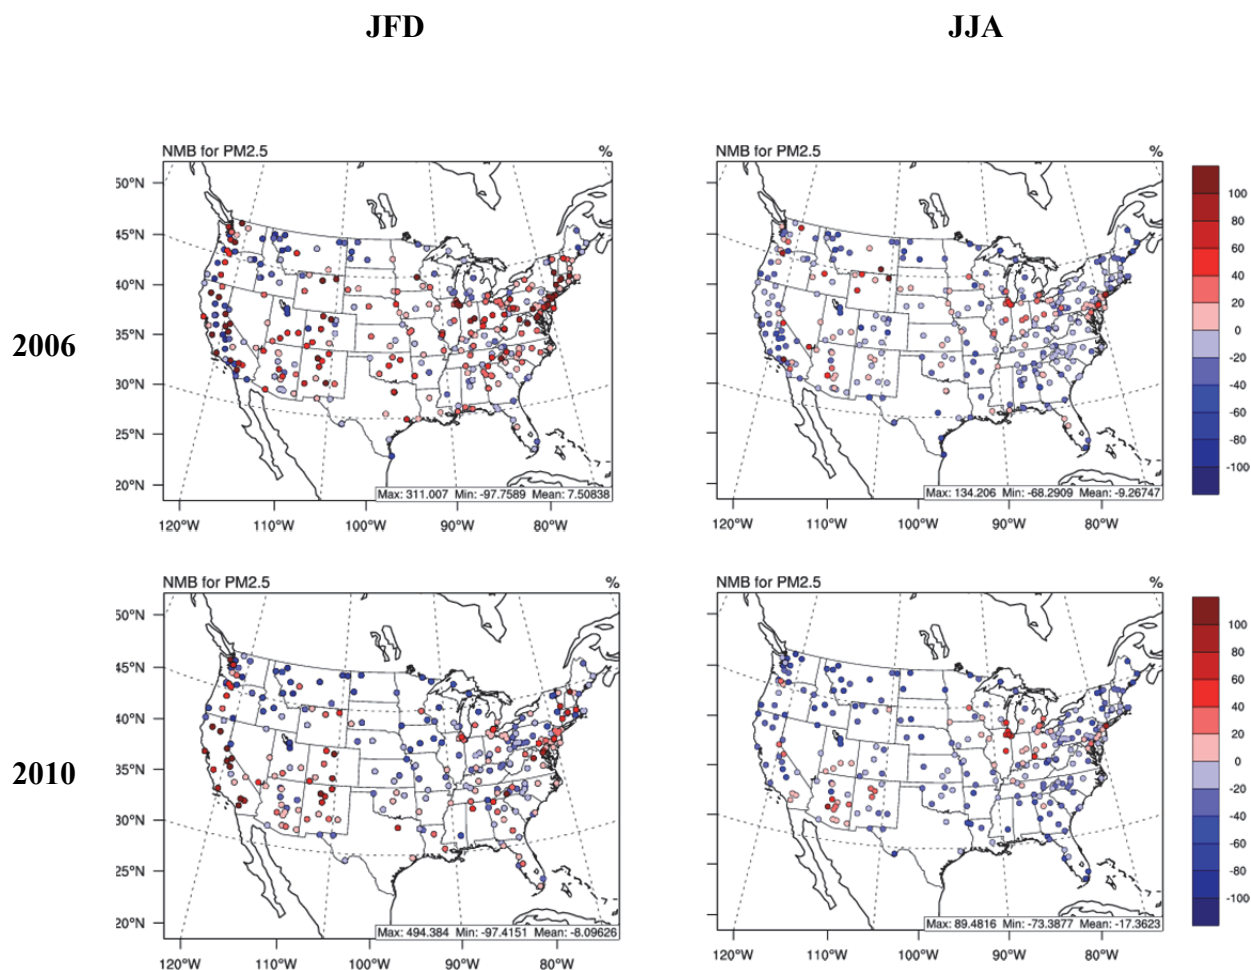 JFD
JJA
2006
NMB for PM2.5 %
50°N
45°N
40°N
35°N
30°N
25°N
20°N
Max: 311.007 Min: -97.7589 Mean: 7.50838
120°W 110°W 100°W 90°W 80°W
NMB for PM2.5 %
Max: 134.206 Min: -68.2909 Mean: -9.26747
120°W 110°W 100°W 90°W 80°W
100
80
60
40
20
0
-20
-40
-60
-80
-100
2010
NMB for PM2.5 %
50°N
45°N
40°N
35°N
30°N
25°N
20°N
Max: 494.384 Min: -97.4151 Mean: -8.09626
120°W 110°W 100°W 90°W 80°W
NMB for PM2.5 %
Max: 89.4816 Min: -73.3877 Mean: -17.3623
120°W 110°W 100°W 90°W 80°W
100
80
60
40
20
0
-20
-40
-60
-80
-100